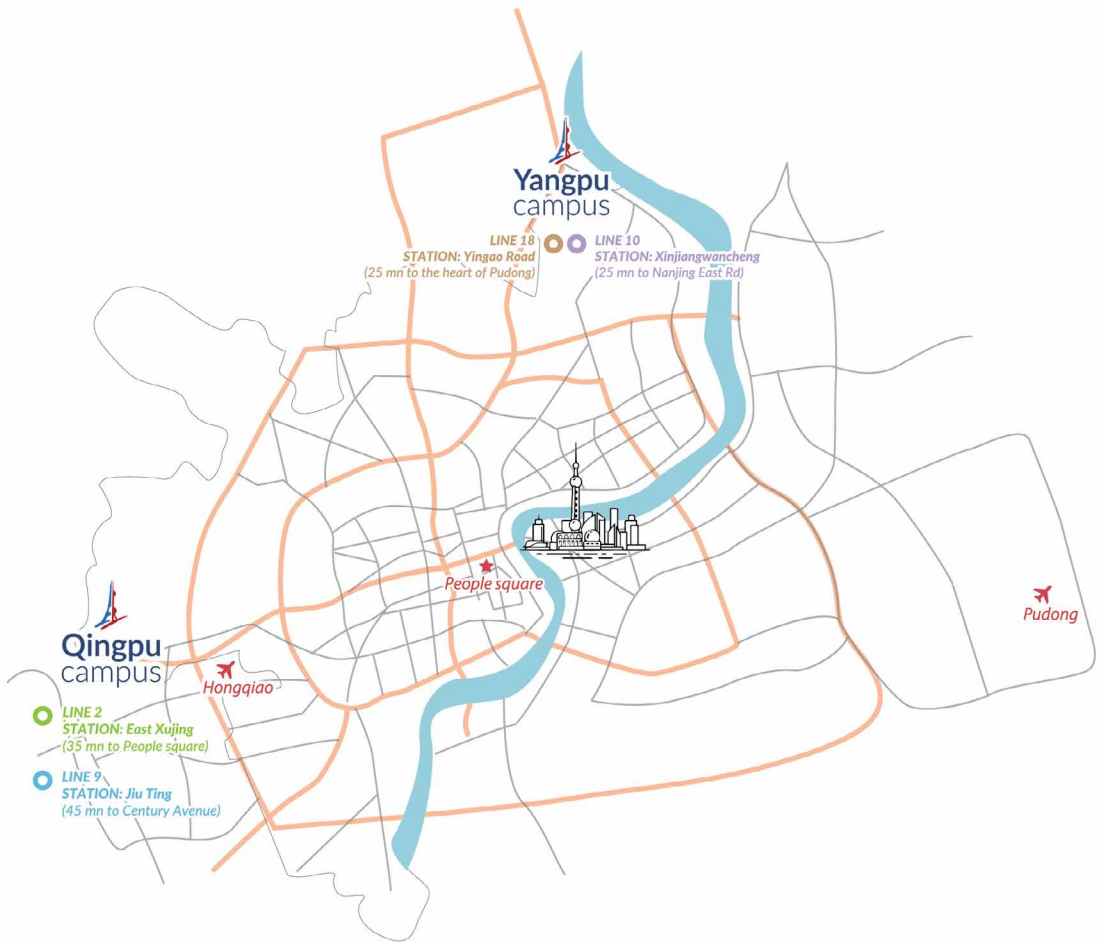 Yangpu
campus
LINE 18
STATION: Yingao Road
(25 mn to the heart of Pudong)
LINE 10
STATION: Xinjiangwancheng
(25 mn to Nanjing East Rd)
People square
Pudong
Qingpu
campus
Hongqiao
LINE 2
STATION: East Xujing
(35 mn to People square)
LINE 9
STATION: Jiu Ting
(45 mn to Century Avenue)